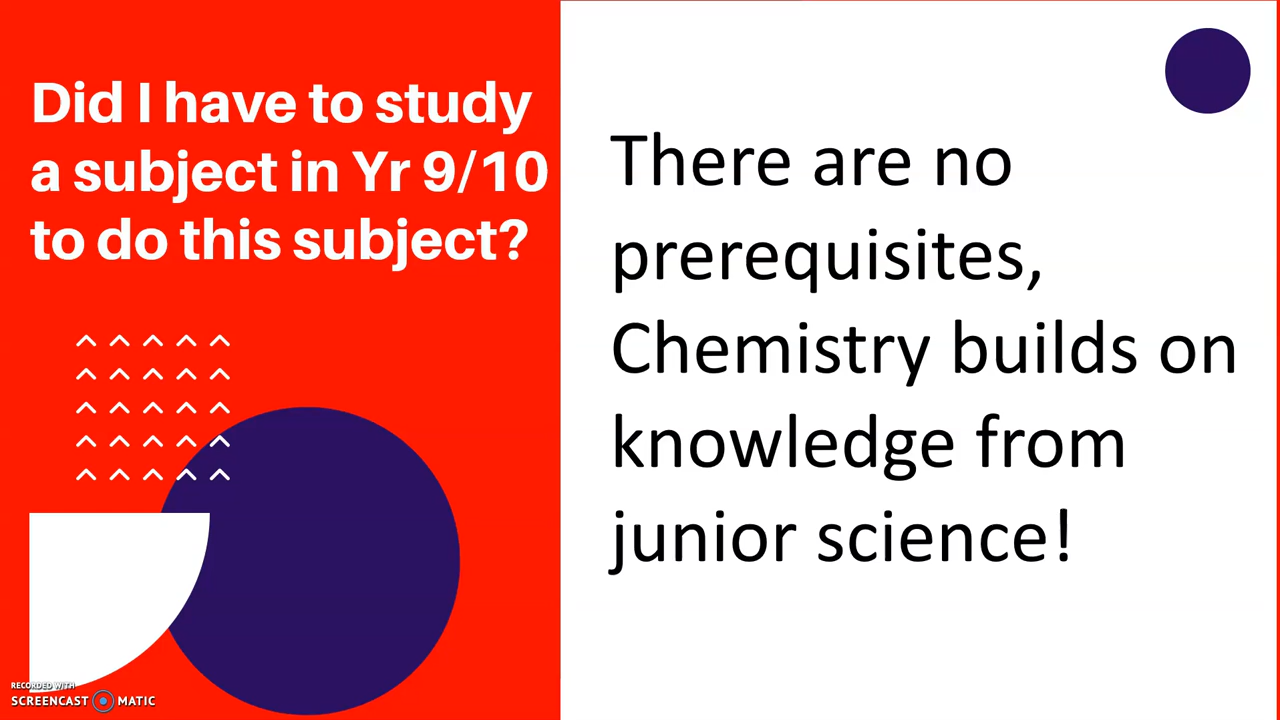 Did I have to study
a subject in Yr 9/10
to do this subject?
There are no
prerequisites,
Chemistry builds on
knowledge from
junior science!
RECORDED WITH
SCREENCAST MATIC